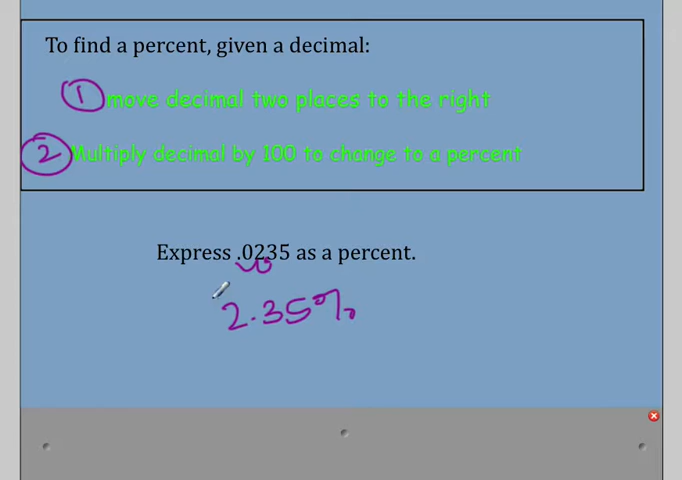 To find a percent, given a decimal:
1 move decimal two places to the right
2 Multiply decimal by 100 to change to a percent
Express .0235 as a percent.
2.35%